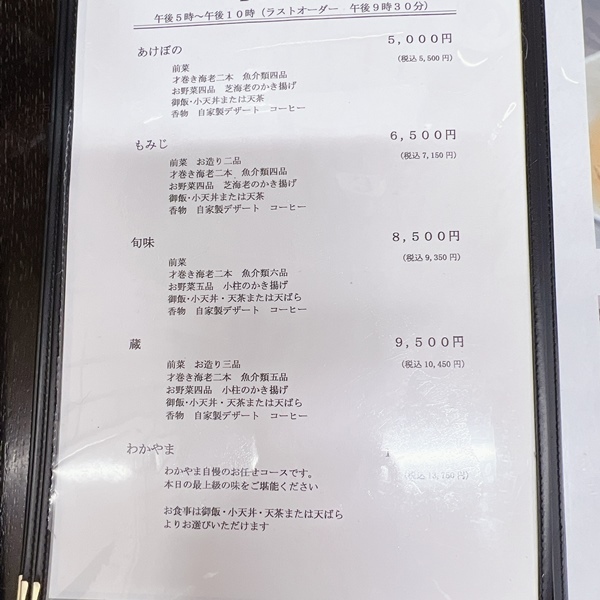 午後5時～午後10時（ラストオーダー　午後9時30分）
あけぼの　5,000円
（税込5,500円）
前菜
才巻き海老二本　魚介類四品
お野菜四品　芝海老のかき揚げ
御飯・小天丼または天茶
香物　自家製デザート　コーヒー
もみじ　6,500円
（税込7,150円）
前菜　お造り二品
才巻き海老二本　魚介類四品
お野菜四品　芝海老のかき揚げ
御飯・小天丼または天茶
香物　自家製デザート　コーヒー
旬味　8,500円
（税込9,350円）
前菜
才巻き海老二本　魚介類六品
お野菜五品　小柱のかき揚げ
御飯・小天丼・天茶または天ばら
香物　自家製デザート　コーヒー
蔵　9,500円
（税込10,450円）
前菜　お造り三品
才巻き海老二本　魚介類五品
お野菜四品　小柱のかき揚げ
御飯・小天丼・天茶または天ばら
香物　自家製デザート　コーヒー
わかやま
わかやま自慢のお任せコースです。
本日の最上級の味をご堪能ください
お食事は御飯・小天丼・天茶または天ばら
よりお選びいただけます